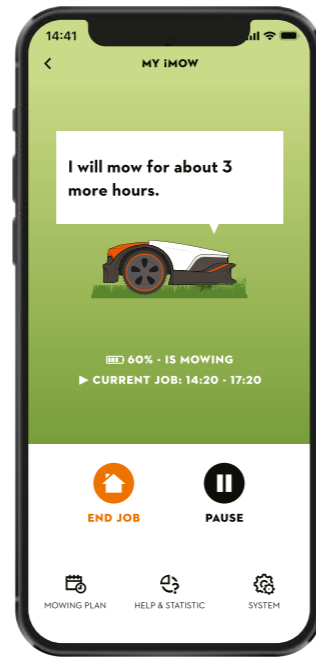 14:41
MY iMOW
I will mow for about 3
more hours.
60% - IS MOWING
CURRENT JOB: 14:20 - 17:20
END JOB
PAUSE
MOWING PLAN
HELP & STATISTIC
SYSTEM